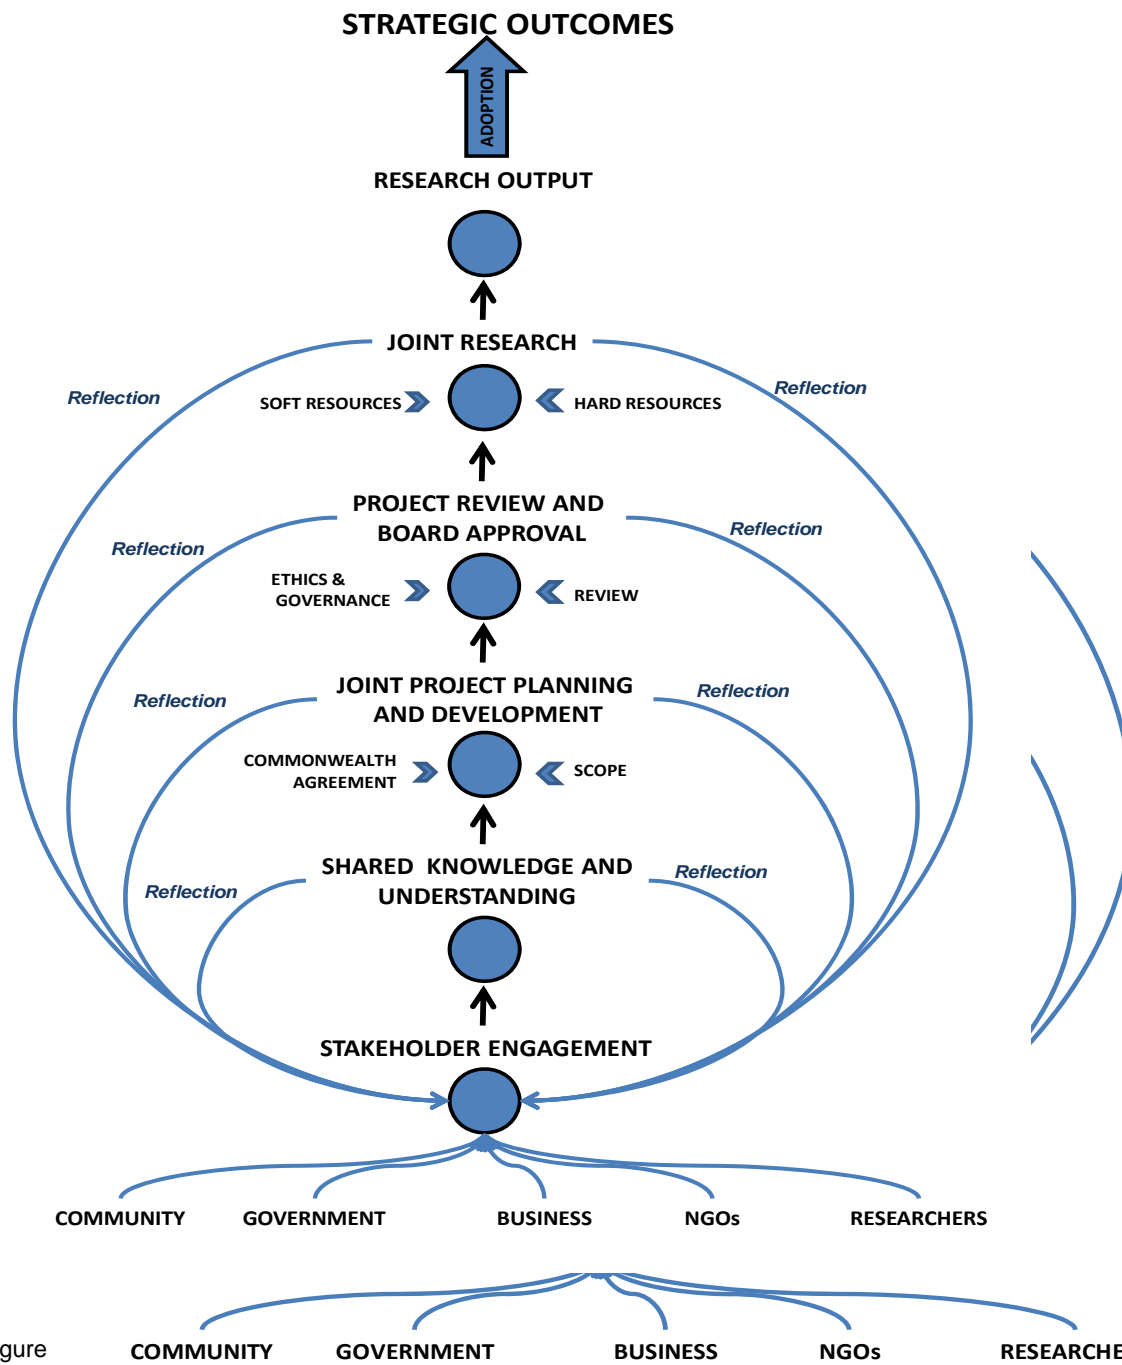 STRATEGIC OUTCOMES
ADOPTION
RESEARCH OUTPUT
JOINT RESEARCH
Reflection
Reflection
SOFT RESOURCES
HARD RESOURCES
PROJECT REVIEW AND
BOARD APPROVAL
Reflection
Reflection
ETHICS &
GOVERNANCE
REVIEW
JOINT PROJECT PLANNING
AND DEVELOPMENT
Reflection
Reflection
COMMONWEALTH
AGREEMENT
SCOPE
SHARED KNOWLEDGE AND
UNDERSTANDING
Reflection
Reflection
STAKEHOLDER ENGAGEMENT
COMMUNITY GOVERNMENT BUSINESS NGOs RESEARCHERS
gure COMMUNITY GOVERNMENT BUSINESS NGOs RESEARCHE